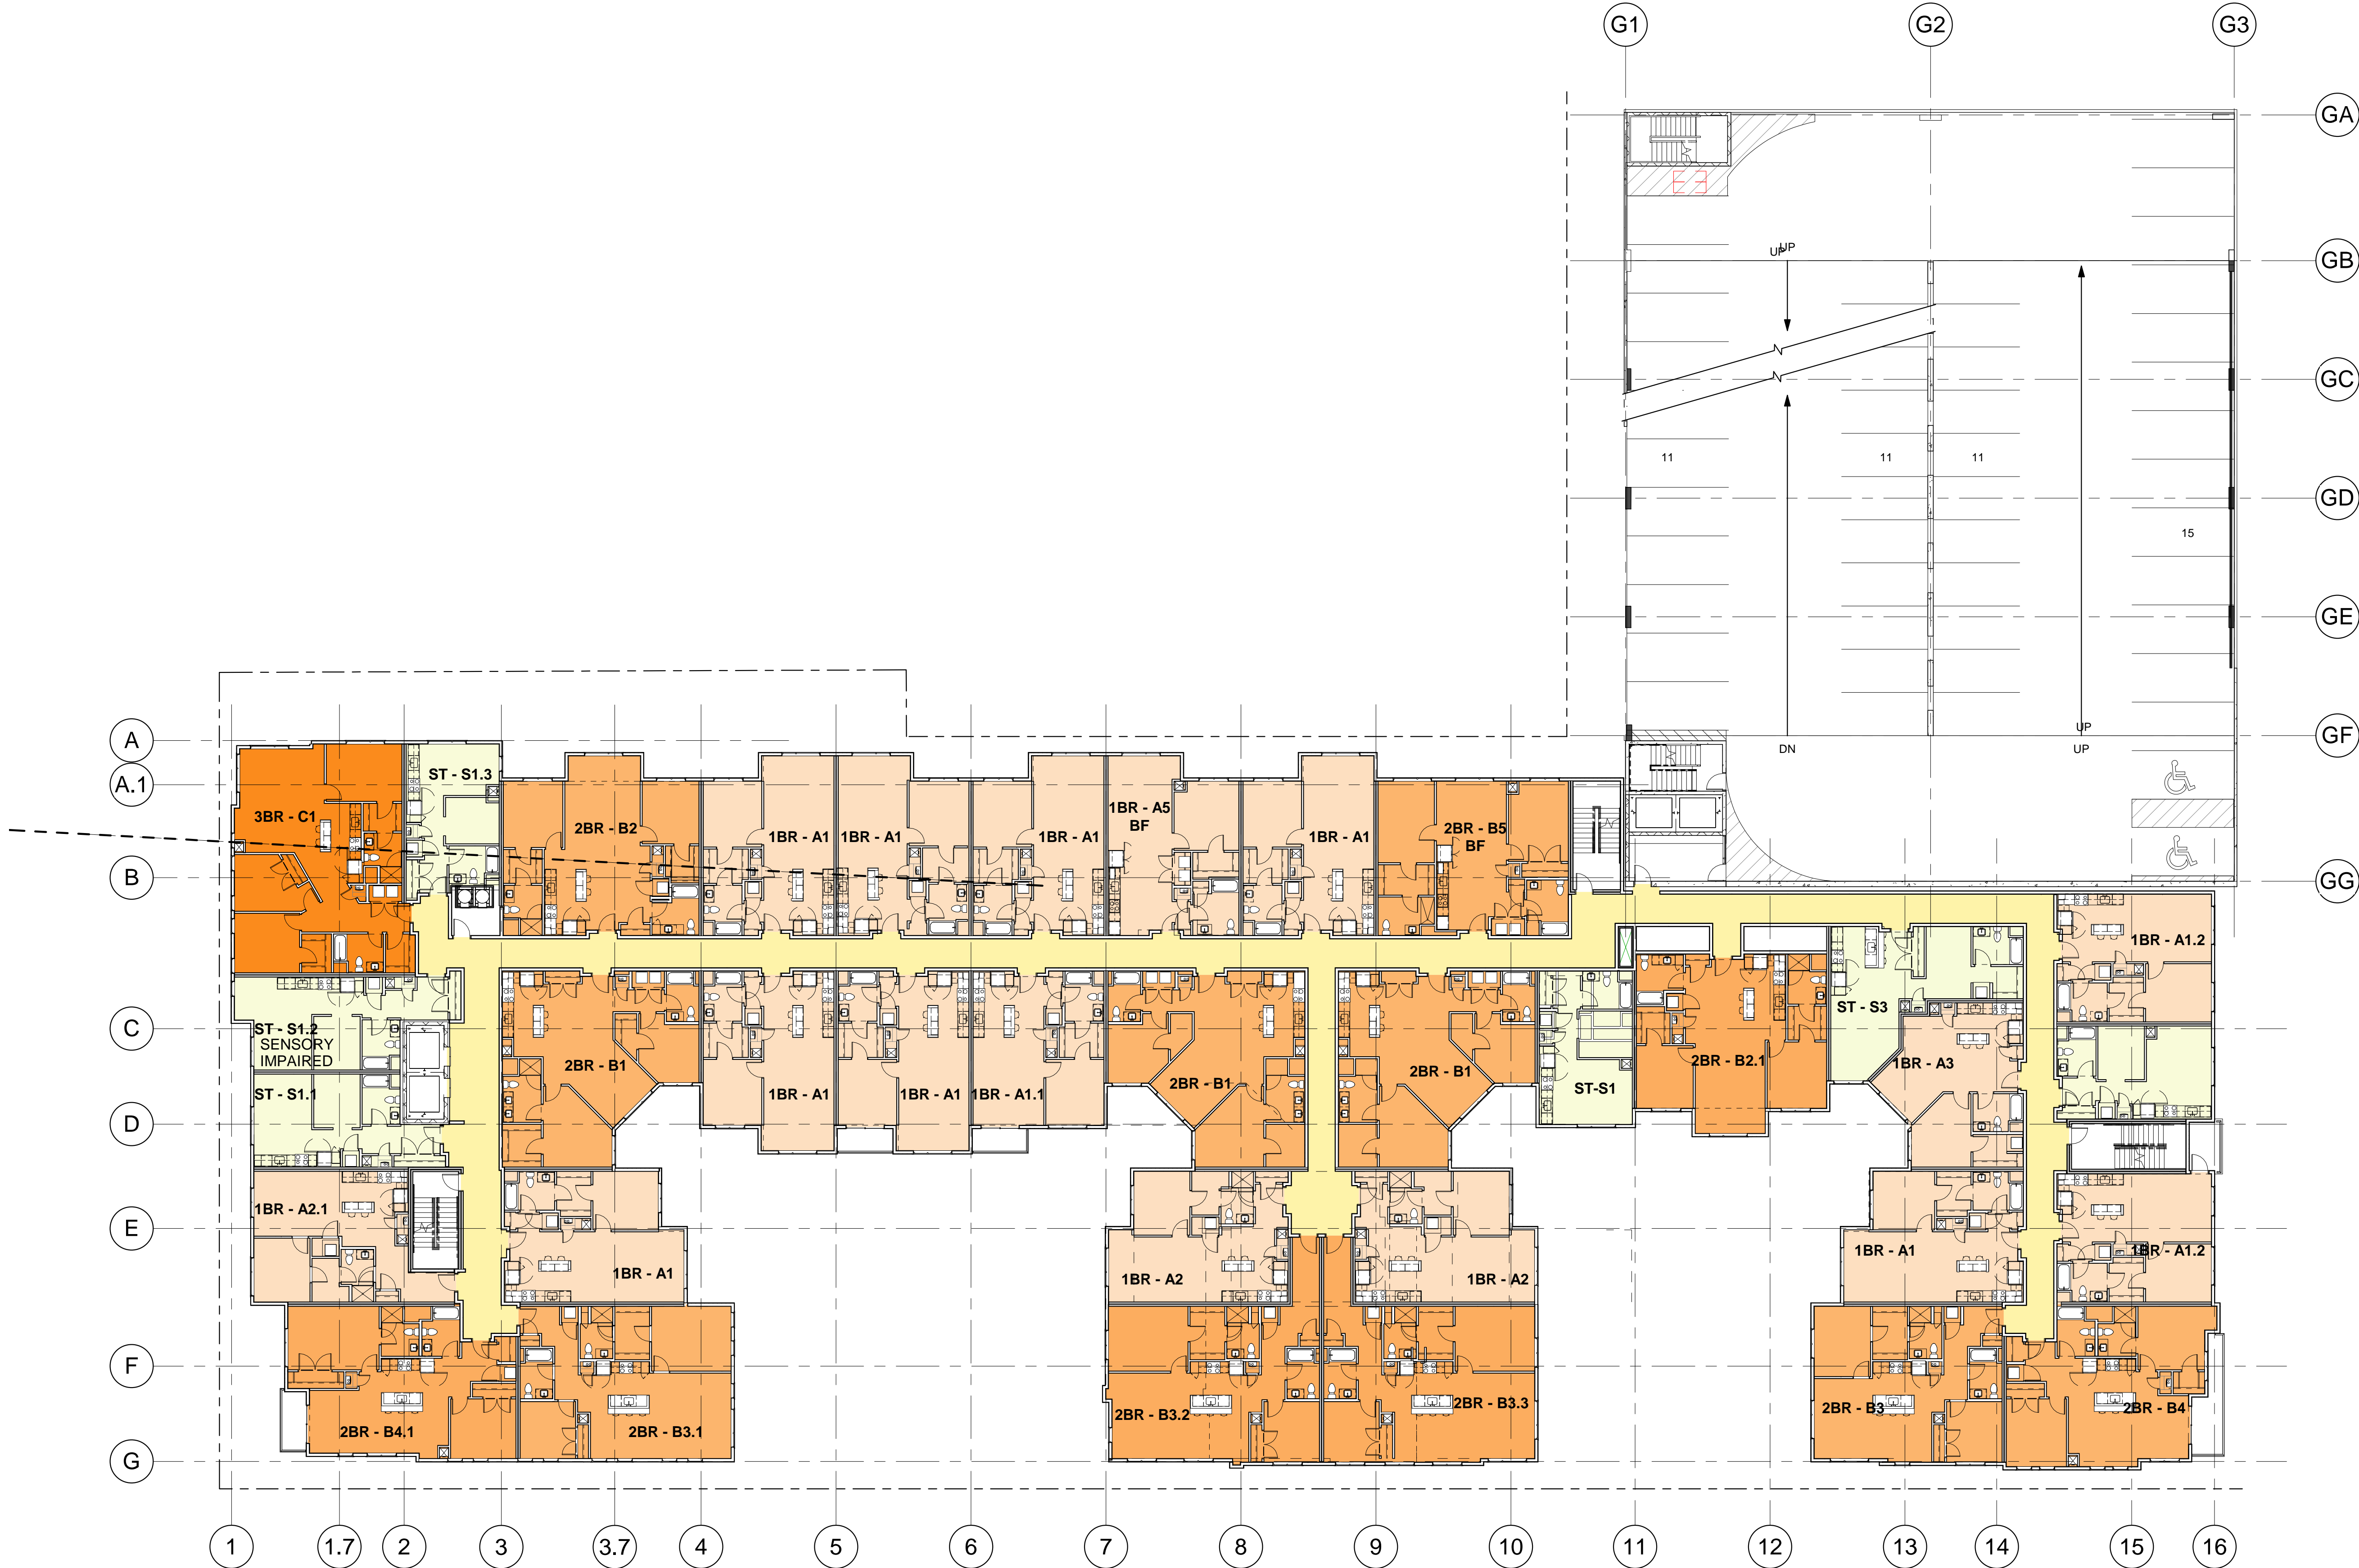 G1
G2
G3
GA
GB
GC
GD
GE
GF
GG
UP
UP
11
11
11
15
UP
DN
UP
A
A.1
B
C
D
E
F
G
3BR - C1
ST - S1.3
2BR - B2
1BR - A1
1BR - A1
1BR - A1
1BR - A5
BF
1BR - A1
2BR - B5
BF
1BR - A1.2
ST - S1.2
SENSORY
IMPAIRED
ST - S1.1
2BR - B1
1BR - A1
1BR - A1
1BR - A1.1
2BR - B1
2BR - B1
ST-S1
2BR - B2.1
ST - S3
1BR - A3
1BR - A2.1
1BR - A1
1BR - A2
1BR - A2
1BR - A1
1BR - A1.2
2BR - B4.1
2BR - B3.1
2BR - B3.2
2BR - B3.3
2BR - B3
2BR - B4
1
1.7
2
3
3.7
4
5
6
7
8
9
10
11
12
13
14
15
16